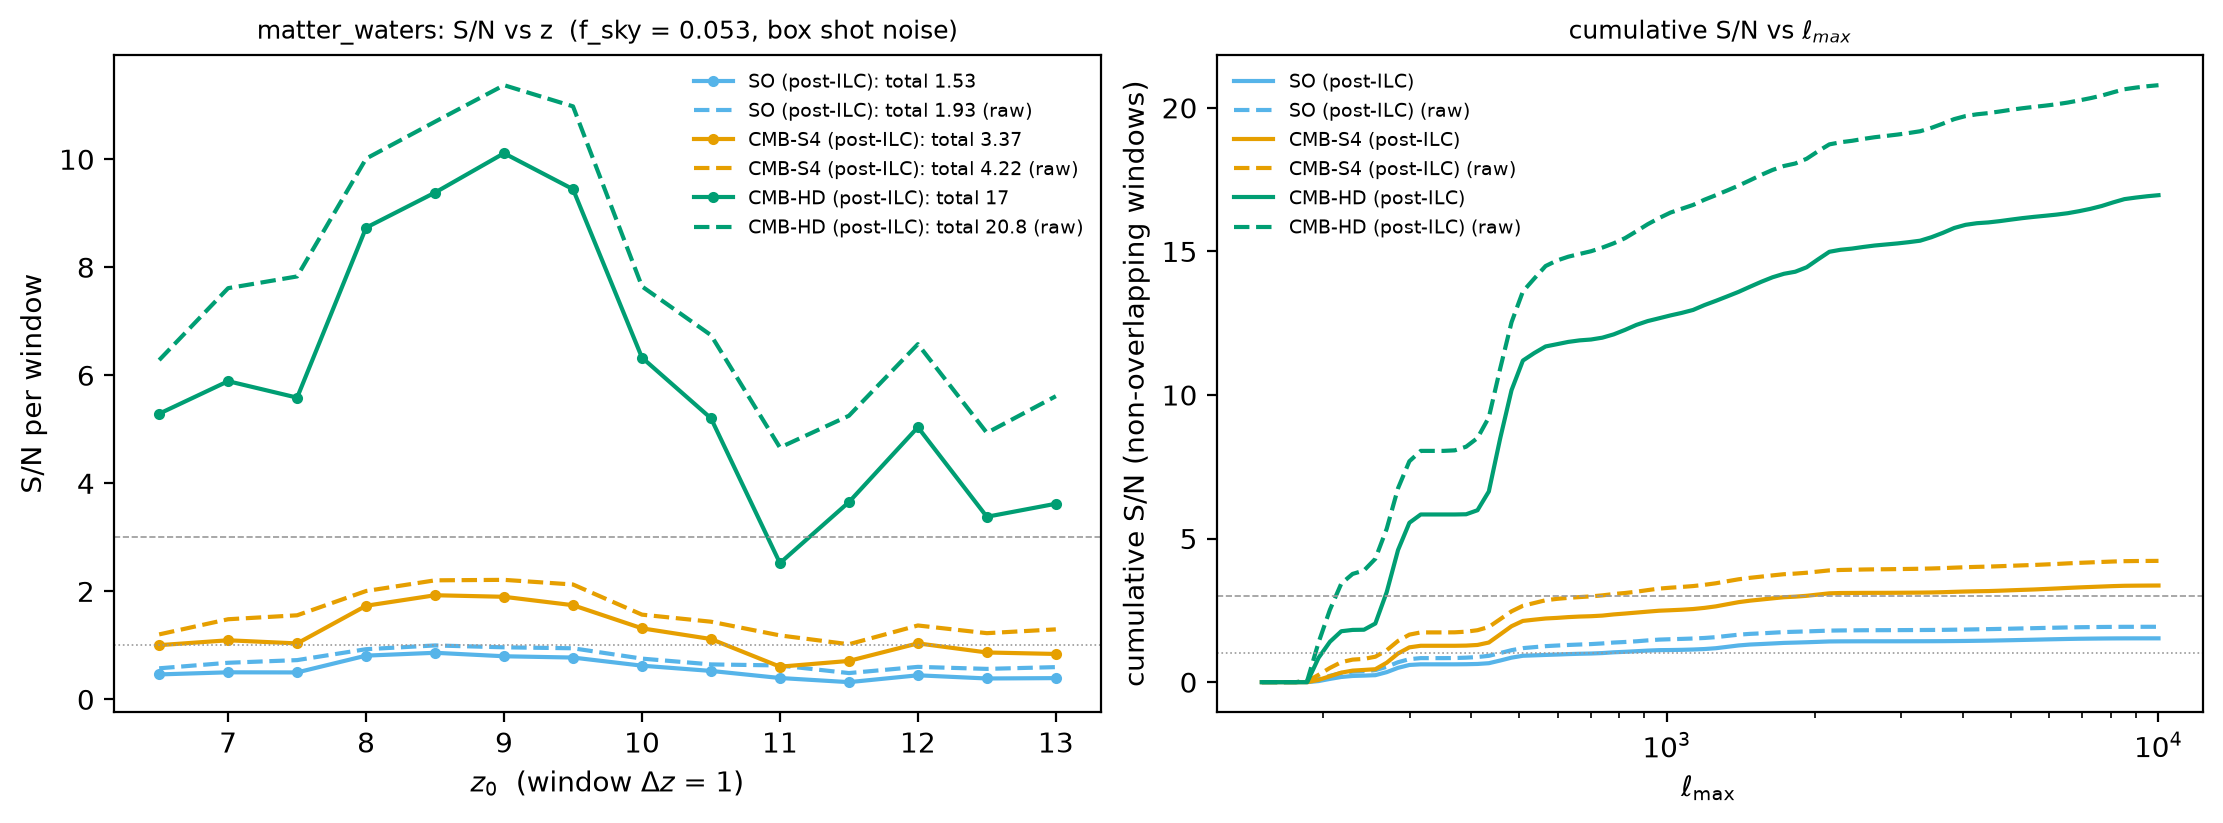 matter_waters: S/N vs z  (f_sky = 0.053, box shot noise)
S/N per window
10
8
6
4
2
0
7
8
9
10
11
12
13
z₀  (window Δz = 1)
SO (post-ILC): total 1.53
SO (post-ILC): total 1.93 (raw)
CMB-S4 (post-ILC): total 3.37
CMB-S4 (post-ILC): total 4.22 (raw)
CMB-HD (post-ILC): total 17
CMB-HD (post-ILC): total 20.8 (raw)
cumulative S/N vs ℓmax
cumulative S/N (non-overlapping windows)
20
15
10
5
0
10³
10⁴
ℓmax
SO (post-ILC)
SO (post-ILC) (raw)
CMB-S4 (post-ILC)
CMB-S4 (post-ILC) (raw)
CMB-HD (post-ILC)
CMB-HD (post-ILC) (raw)